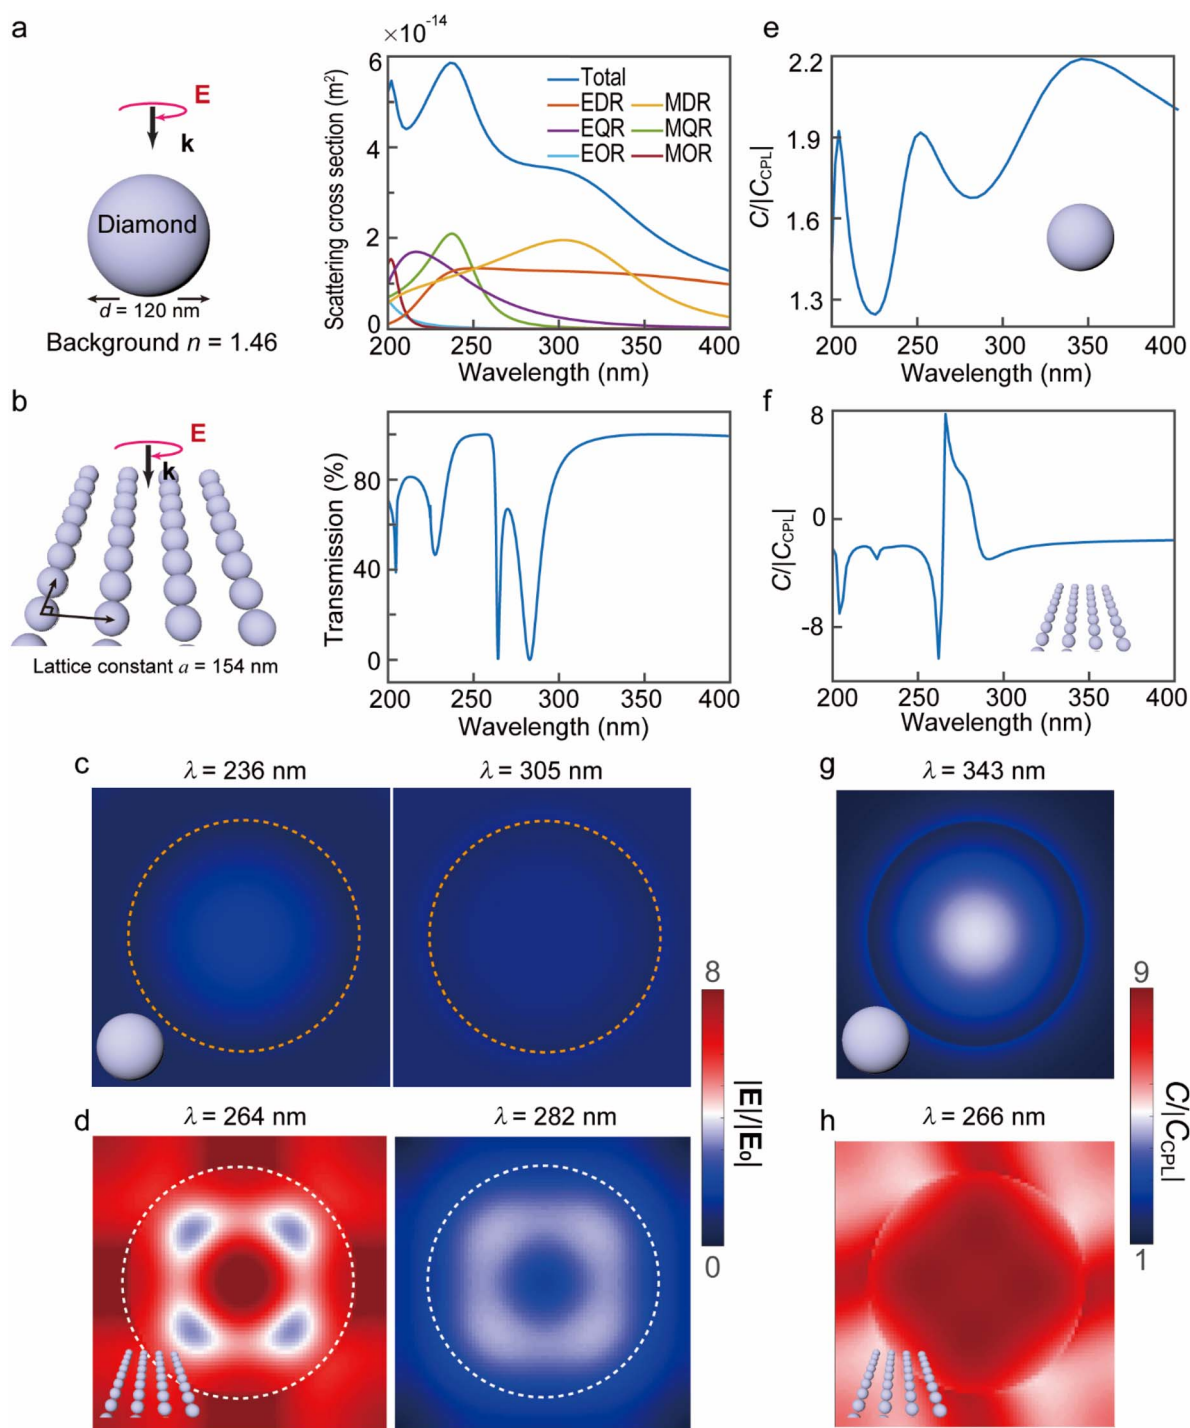 a
E
k
Diamond
d = 120 nm
Background n = 1.46
×10⁻¹⁴
Scattering cross section (m²)
6
4
2
0
Total
EDR MDR
EQR MQR
EOR MOR
200 250 300 350 400
Wavelength (nm)
e
C/|C_CPL|
2.2
1.9
1.6
1.3
200 250 300 350 400
Wavelength (nm)
b
E
k
Lattice constant a = 154 nm
Transmission (%)
80
40
0
200 250 300 350 400
Wavelength (nm)
f
C/|C_CPL|
8
0
-8
200 250 300 350 400
Wavelength (nm)
c
λ = 236 nm
λ = 305 nm
d
λ = 264 nm
λ = 282 nm
8
|E|/|E₀|
0
g
λ = 343 nm
h
λ = 266 nm
9
C/|C_CPL|
1